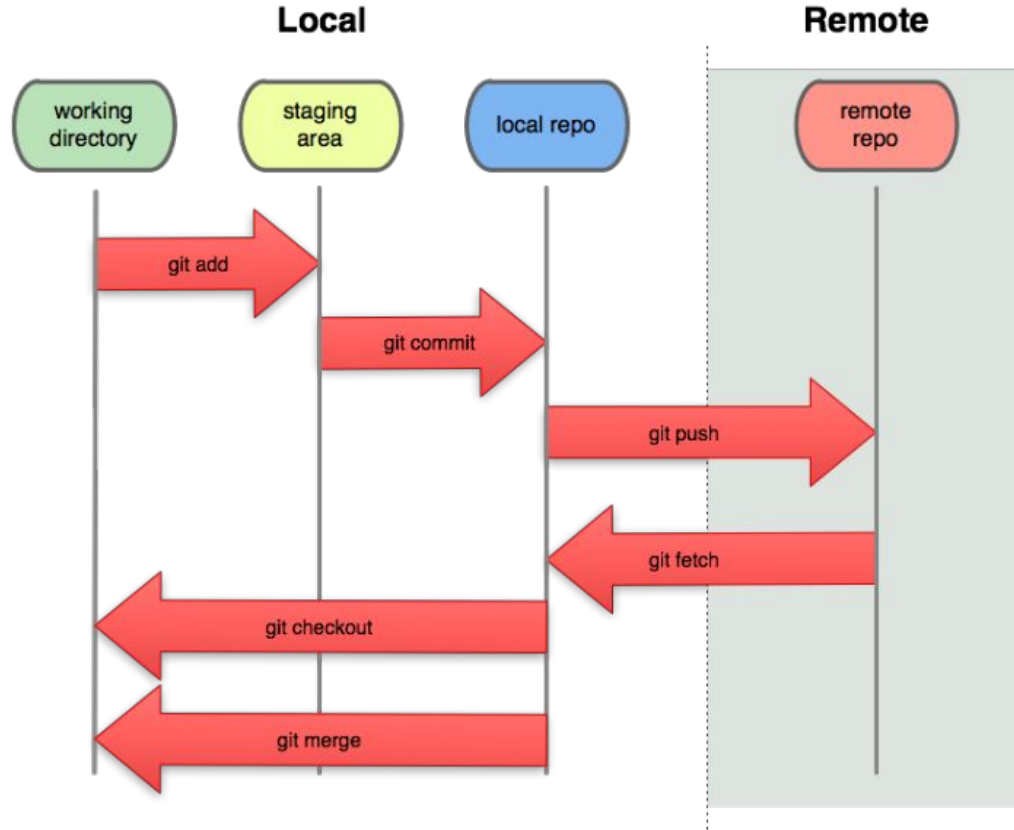 Local
Remote
working
directory
staging
area
local repo
remote
repo
git add
git commit
git push
git fetch
git checkout
git merge